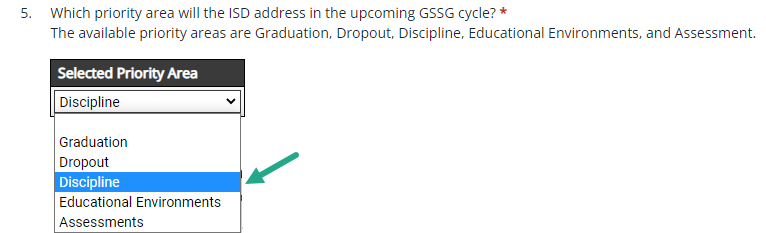 5. Which priority area will the ISD address in the upcoming GSSG cycle? *
The available priority areas are Graduation, Dropout, Discipline, Educational Environments, and Assessment.
Selected Priority Area
Discipline
Graduation
Dropout
Discipline
Educational Environments
Assessments